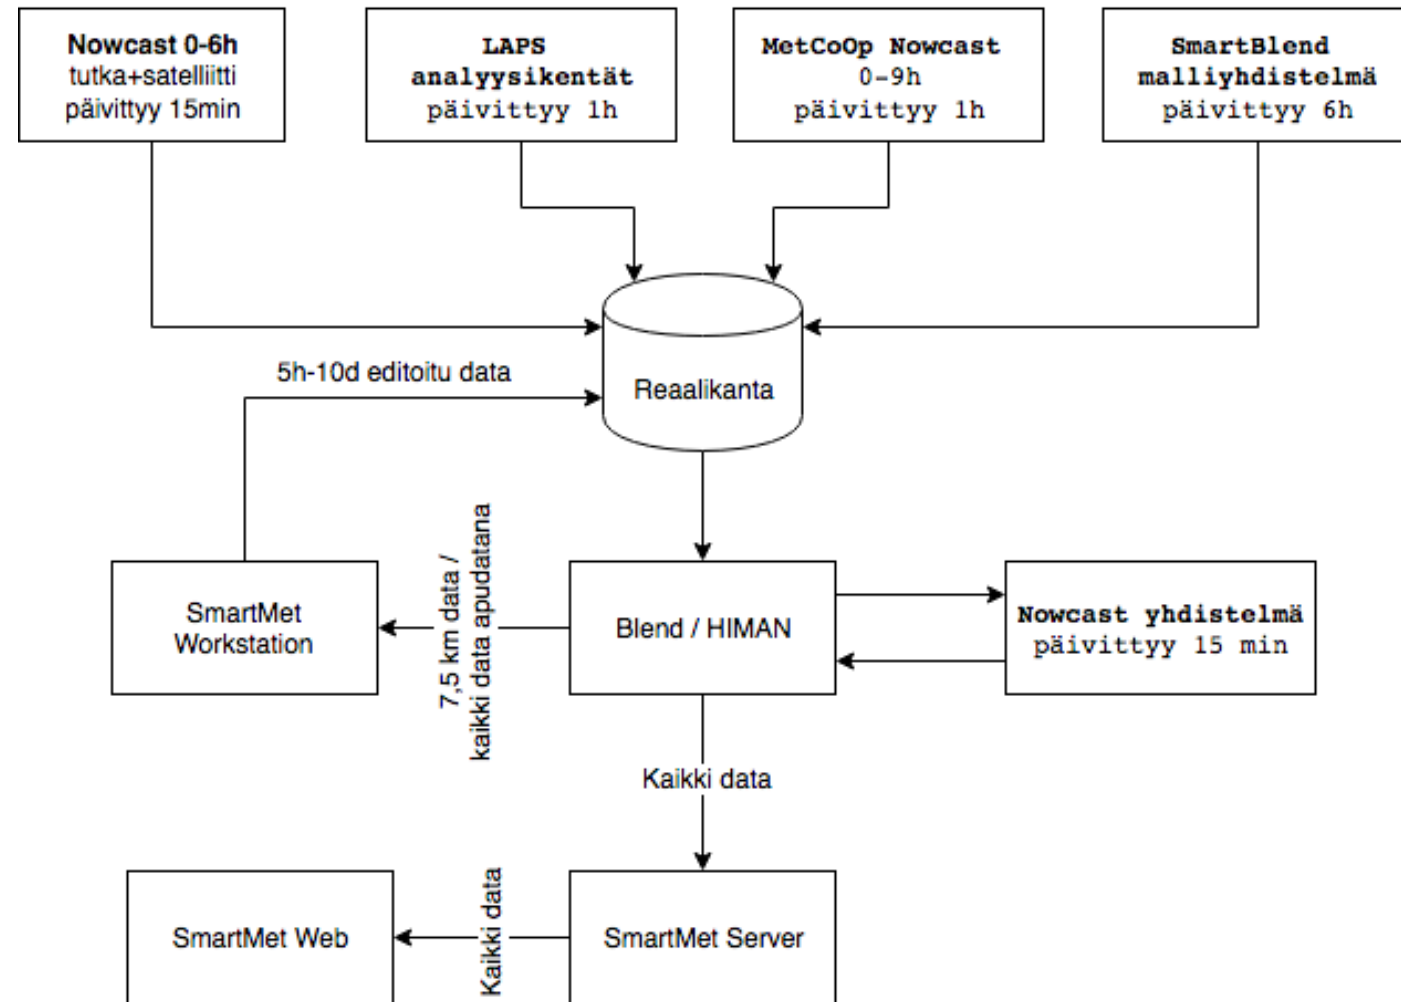 Nowcast 0-6h
tutka+satelliitti
päivittyy 15min
LAPS
analyysikentät
päivittyy 1h
MetCoOp Nowcast
0-9h
päivittyy 1h
SmartBlend
malliyhdistelmä
päivittyy 6h
5h-10d editoitu data
Reaalikanta
SmartMet
Workstation
7,5 km data /
kaikki data apudatana
Blend / HIMAN
Nowcast yhdistelmä
päivittyy 15 min
Kaikki data
SmartMet Web
Kaikki data
SmartMet Server